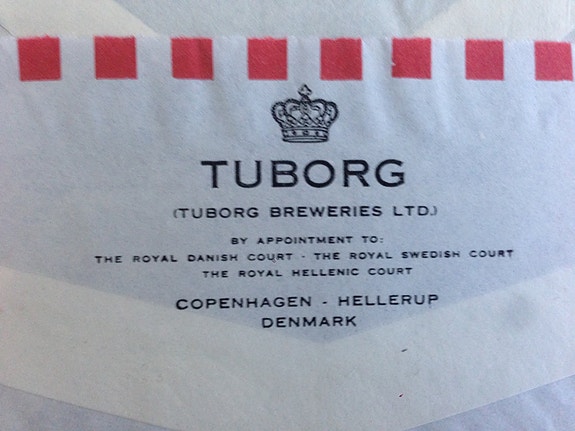 TUBORG
(TUBORG BREWERIES LTD.)
BY APPOINTMENT TO:
THE ROYAL DANISH COURT - THE ROYAL SWEDISH COURT
THE ROYAL HELLENIC COURT
COPENHAGEN - HELLERUP
DENMARK